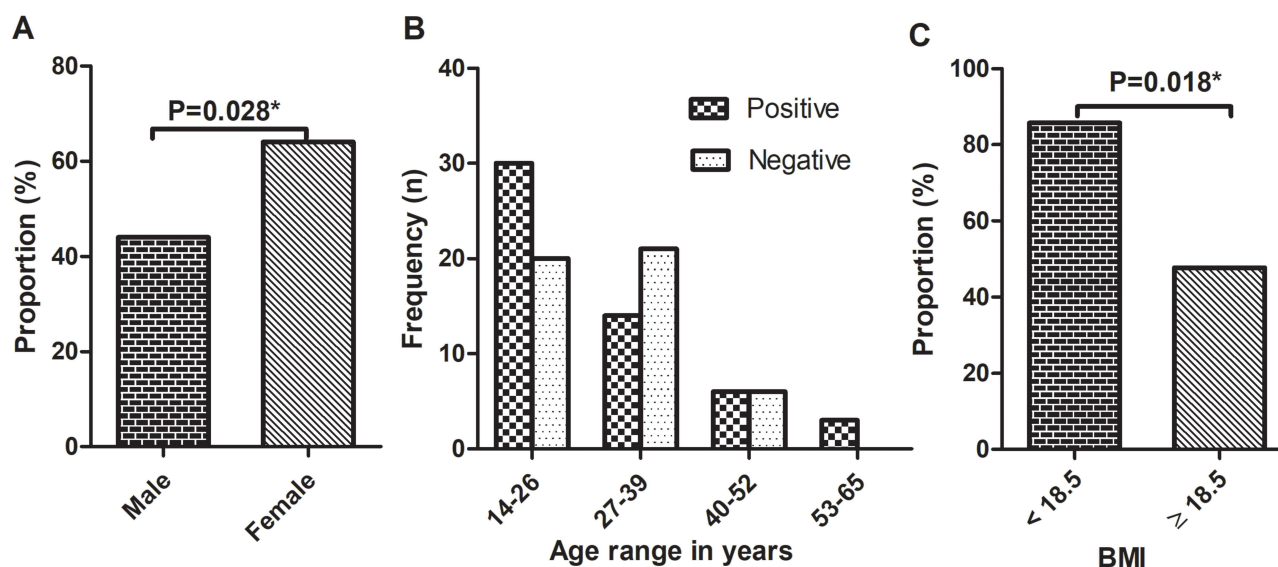 A
Proportion (%)
80
60
40
20
0
P=0.028*
Male
Female
B
Frequency (n)
40
30
20
10
0
Positive
Negative
14-26
27-39
40-52
53-65
Age range in years
C
Proportion (%)
100
80
60
40
20
0
P=0.018*
< 18.5
≥ 18.5
BMI